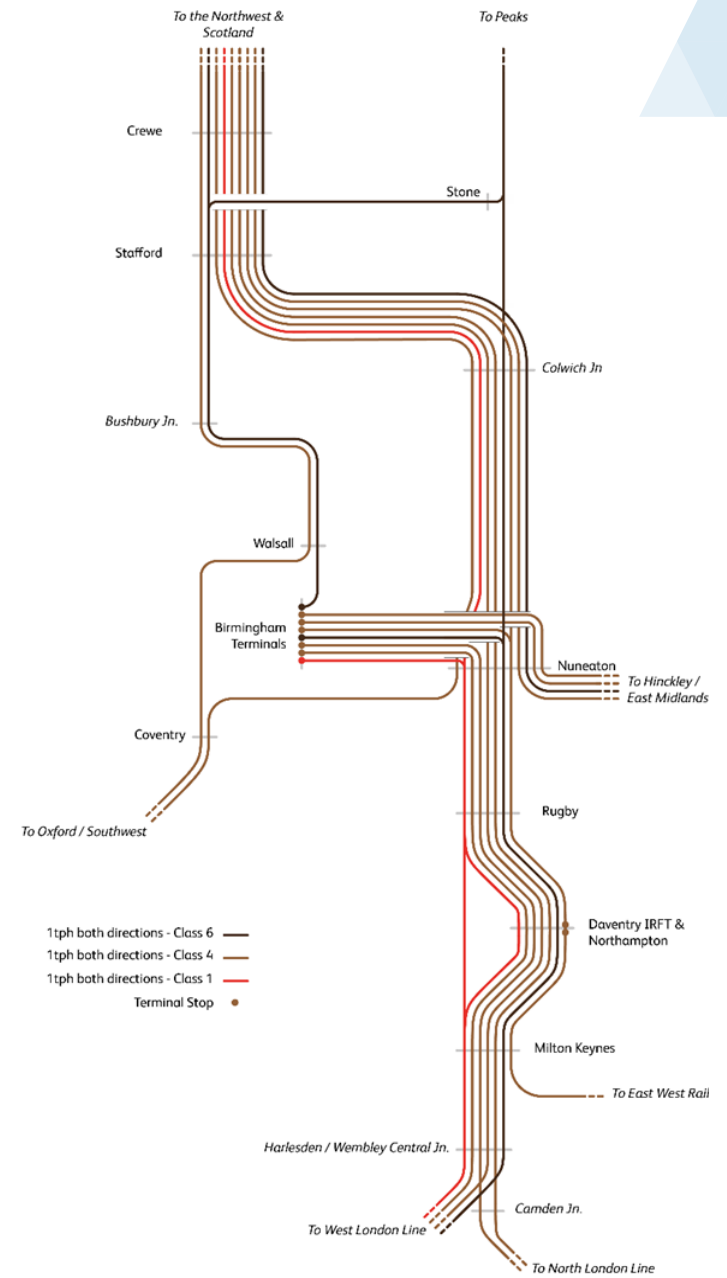 To the Northwest &
Scotland
To Peaks
Crewe
Stone
Stafford
Colwich Jn
Bushbury Jn.
Walsall
Birmingham
Terminals
Nuneaton
To Hinckley /
East Midlands
Coventry
Rugby
To Oxford / Southwest
Daventry IRFT &
Northampton
1tph both directions - Class 6
1tph both directions - Class 4
1tph both directions - Class 1
Terminal Stop
Milton Keynes
To East West Rail
Harlesden / Wembley Central Jn.
Camden Jn.
To West London Line
To North London Line